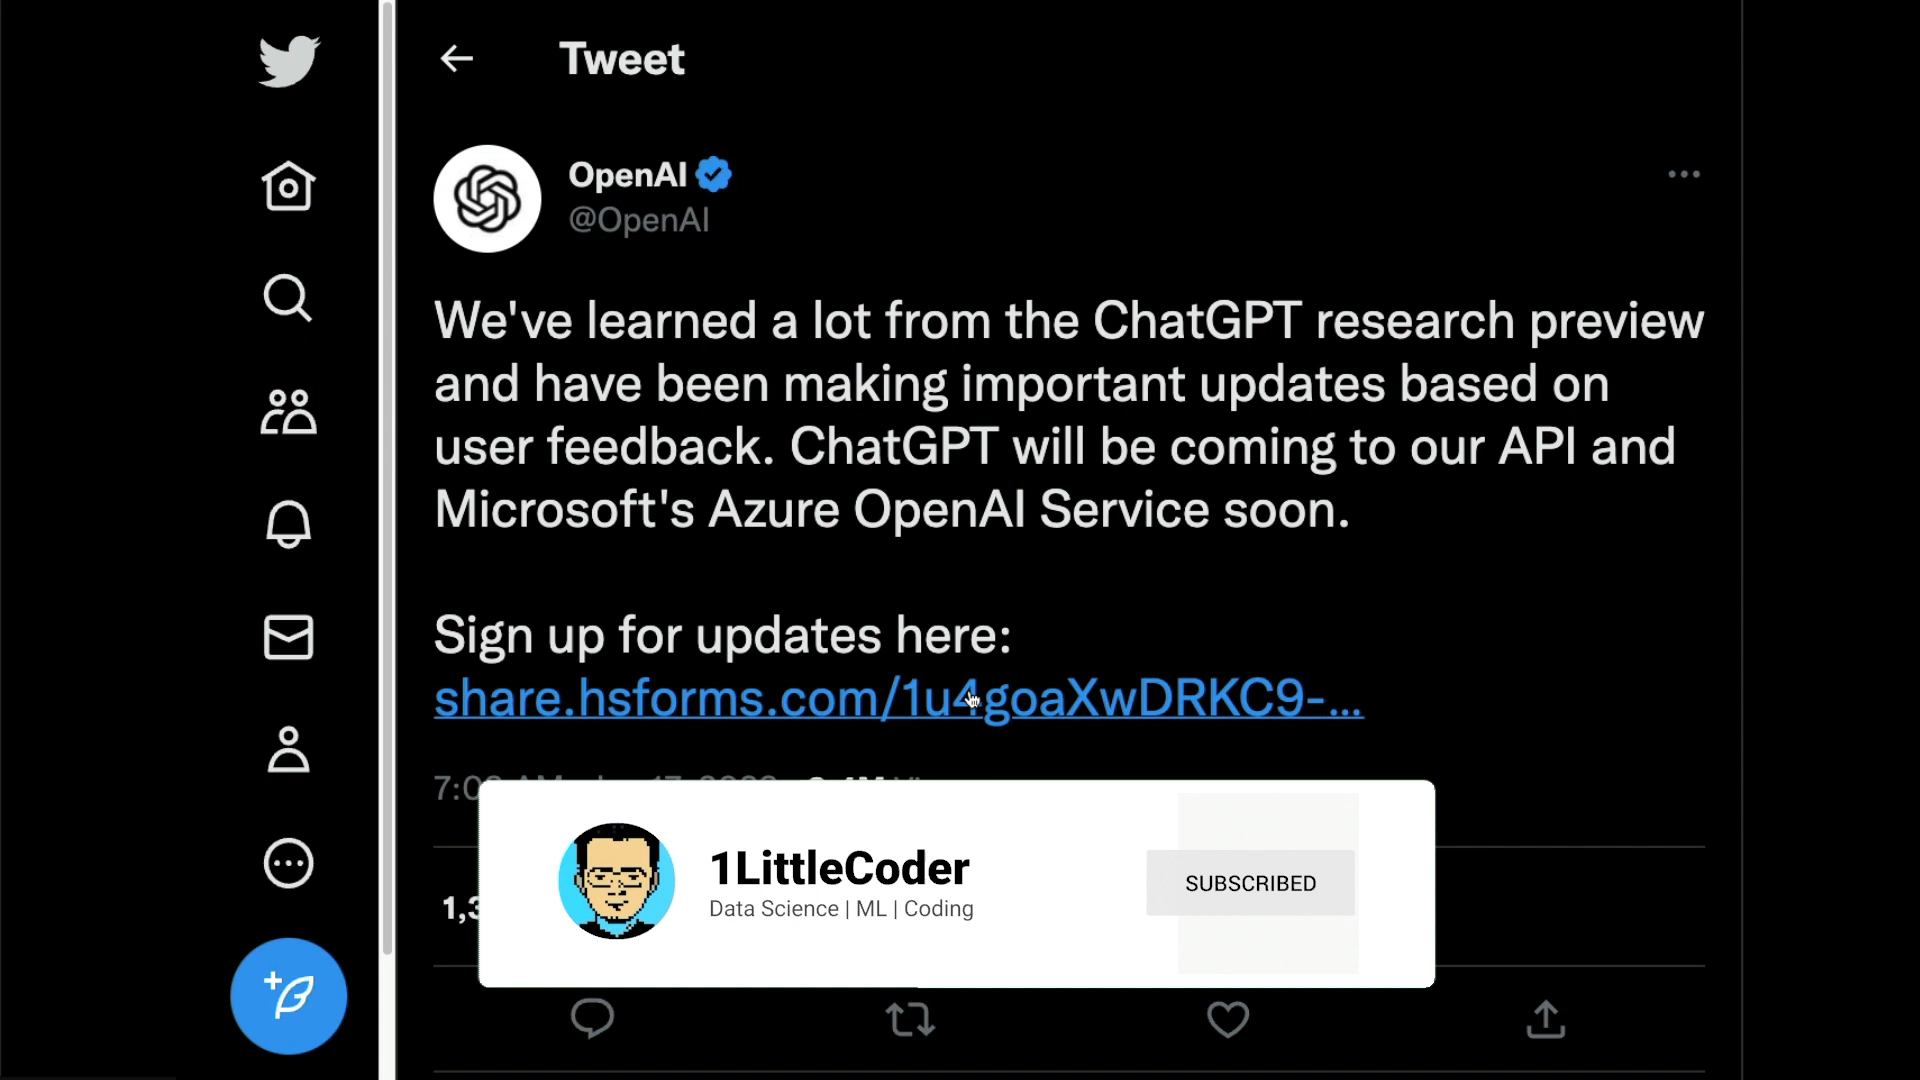 Tweet
OpenAI
@OpenAI
We've learned a lot from the ChatGPT research preview
and have been making important updates based on
user feedback. ChatGPT will be coming to our API and
Microsoft's Azure OpenAI Service soon.
Sign up for updates here:
share.hsforms.com/1u4goaXwDRKC9-...
1LittleCoder
Data Science | ML | Coding
SUBSCRIBED